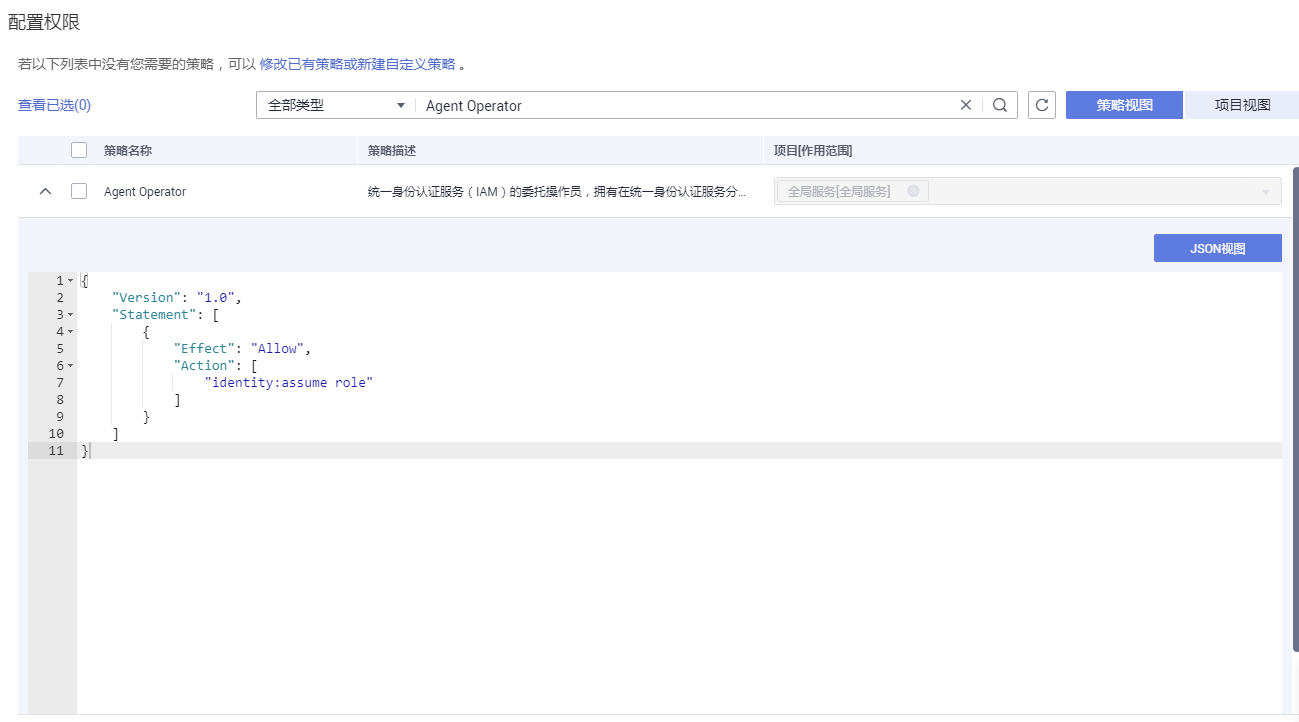 配置权限
若以下列表中没有您需要的策略，可以 修改已有策略或新建自定义策略 。
查看已选(0) 全部类型 Agent Operator 策略视图 项目视图
策略名称 策略描述 项目[作用范围]
Agent Operator 统一身份认证服务（IAM）的委托操作员，拥有在统一身份认证服务分... 全局服务[全局服务]
JSON视图
1 {
2 "Version": "1.0",
3 "Statement": [
4 {
5 "Effect": "Allow",
6 "Action": [
7 "identity:assume role"
8 ]
9 }
10 ]
11 }